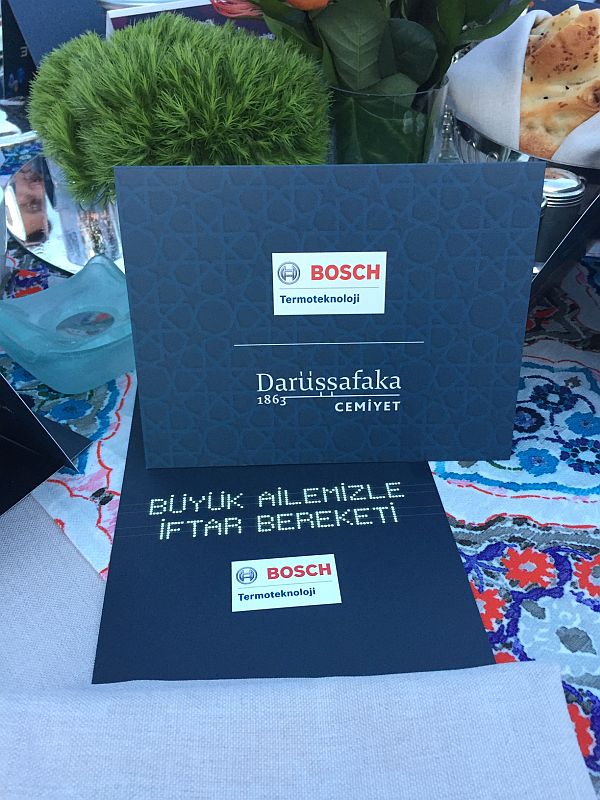 BOSCH
Termoteknoloji
Darüşşafaka
1863
CEMİYET
BÜYÜK AİLEMİZLE
İFTAR BEREKETİ
BOSCH
Termoteknoloji